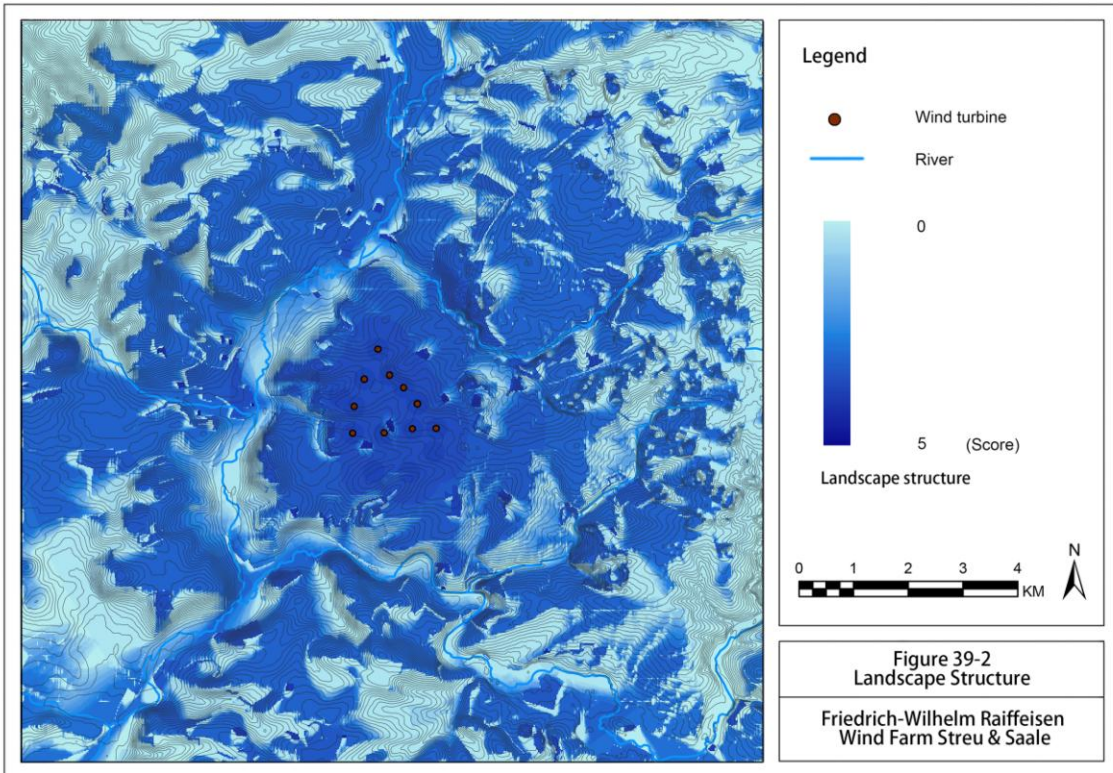 Legend
Wind turbine
River
0
5 (Score)
Landscape structure
0 1 2 3 4
KM
N
Figure 39-2
Landscape Structure
Friedrich-Wilhelm Raiffeisen
Wind Farm Streu & Saale